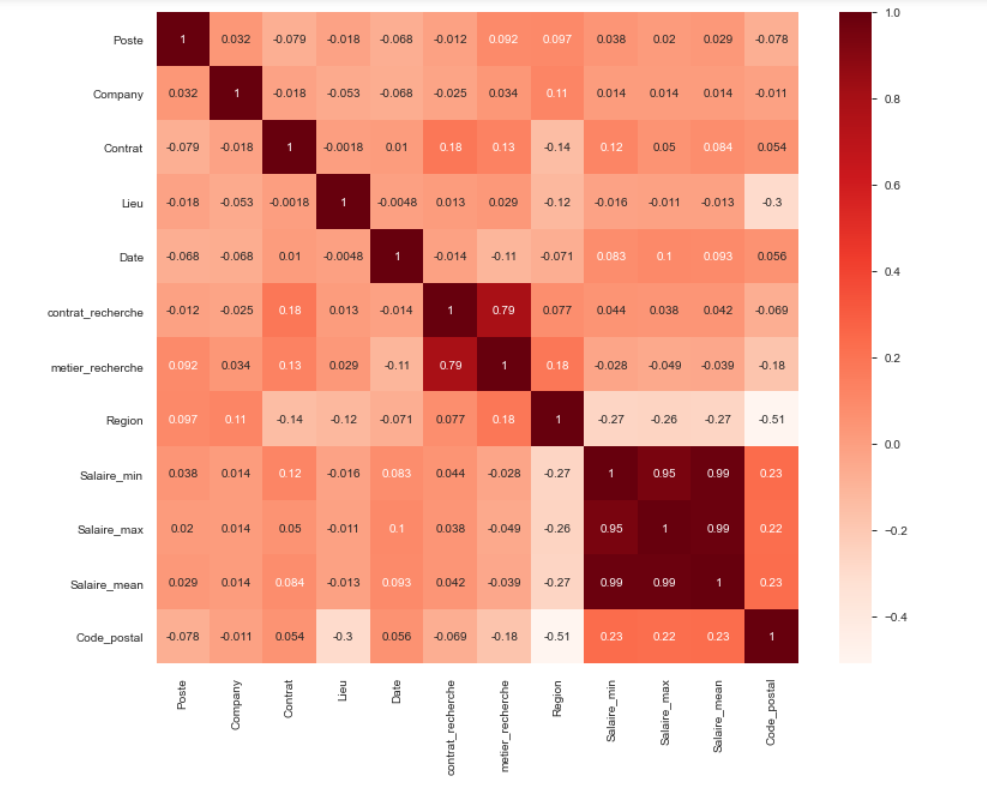 Poste 1 0.032 -0.079 -0.018 -0.068 -0.012 0.092 0.097 0.038 0.02 0.029 -0.078
Company 0.032 1 -0.018 -0.053 -0.068 -0.025 0.034 0.11 0.014 0.014 0.014 -0.011
Contrat -0.079 -0.018 1 -0.0018 0.01 0.18 0.13 -0.14 0.12 0.05 0.084 0.054
Lieu -0.018 -0.053 -0.0018 1 -0.0048 0.013 0.029 -0.12 -0.016 -0.011 -0.013 -0.3
Date -0.068 -0.068 0.01 -0.0048 1 -0.014 -0.11 -0.071 0.083 0.1 0.093 0.056
contrat_recherche -0.012 -0.025 0.18 0.013 -0.014 1 0.79 0.077 0.044 0.038 0.042 -0.069
metier_recherche 0.092 0.034 0.13 0.029 -0.11 0.79 1 0.18 -0.028 -0.049 -0.039 -0.18
Region 0.097 0.11 -0.14 -0.12 -0.071 0.077 0.18 1 -0.27 -0.26 -0.27 -0.51
Salaire_min 0.038 0.014 0.12 -0.016 0.083 0.044 -0.028 -0.27 1 0.95 0.99 0.23
Salaire_max 0.02 0.014 0.05 -0.011 0.1 0.038 -0.049 -0.26 0.95 1 0.99 0.22
Salaire_mean 0.029 0.014 0.084 -0.013 0.093 0.042 -0.039 -0.27 0.99 0.99 1 0.23
Code_postal -0.078 -0.011 0.054 -0.3 0.056 -0.069 -0.18 -0.51 0.23 0.22 0.23 1
Poste
Company
Contrat
Lieu
Date
contrat_recherche
metier_recherche
Region
Salaire_min
Salaire_max
Salaire_mean
Code_postal
1.0
0.8
0.6
0.4
0.2
0.0
−0.2
−0.4